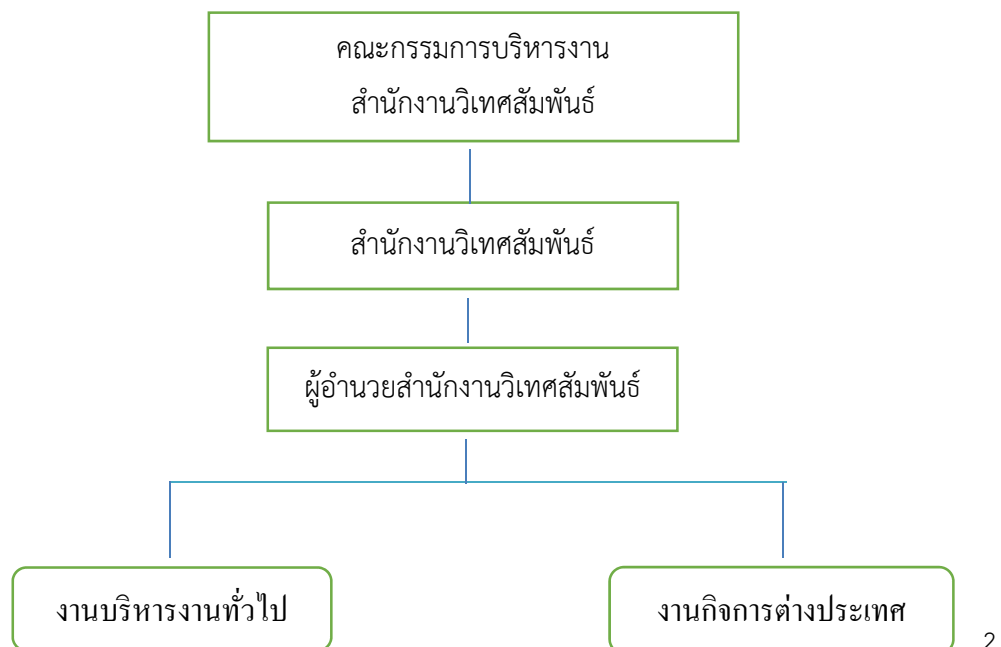 คณะกรรมการบริหารงาน
สำนักงานวิเทศสัมพันธ์
สำนักงานวิเทศสัมพันธ์
ผู้อำนวยสำนักงานวิเทศสัมพันธ์
งานบริหารงานทั่วไป
งานกิจการต่างประเทศ
2